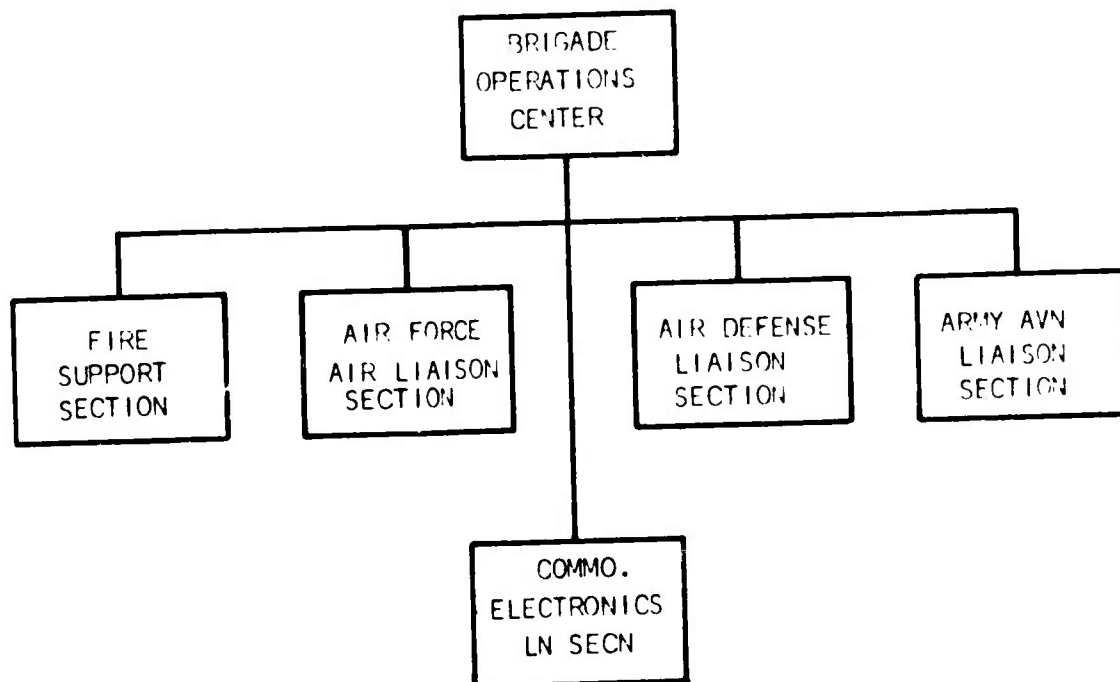 BRIGADE
OPERATIONS
CENTER
FIRE
SUPPORT
SECTION
AIR FORCE
AIR LIAISON
SECTION
AIR DEFENSE
LIAISON
SECTION
ARMY AVN
LIAISON
SECTION
COMMO.
ELECTRONICS
LN SECN